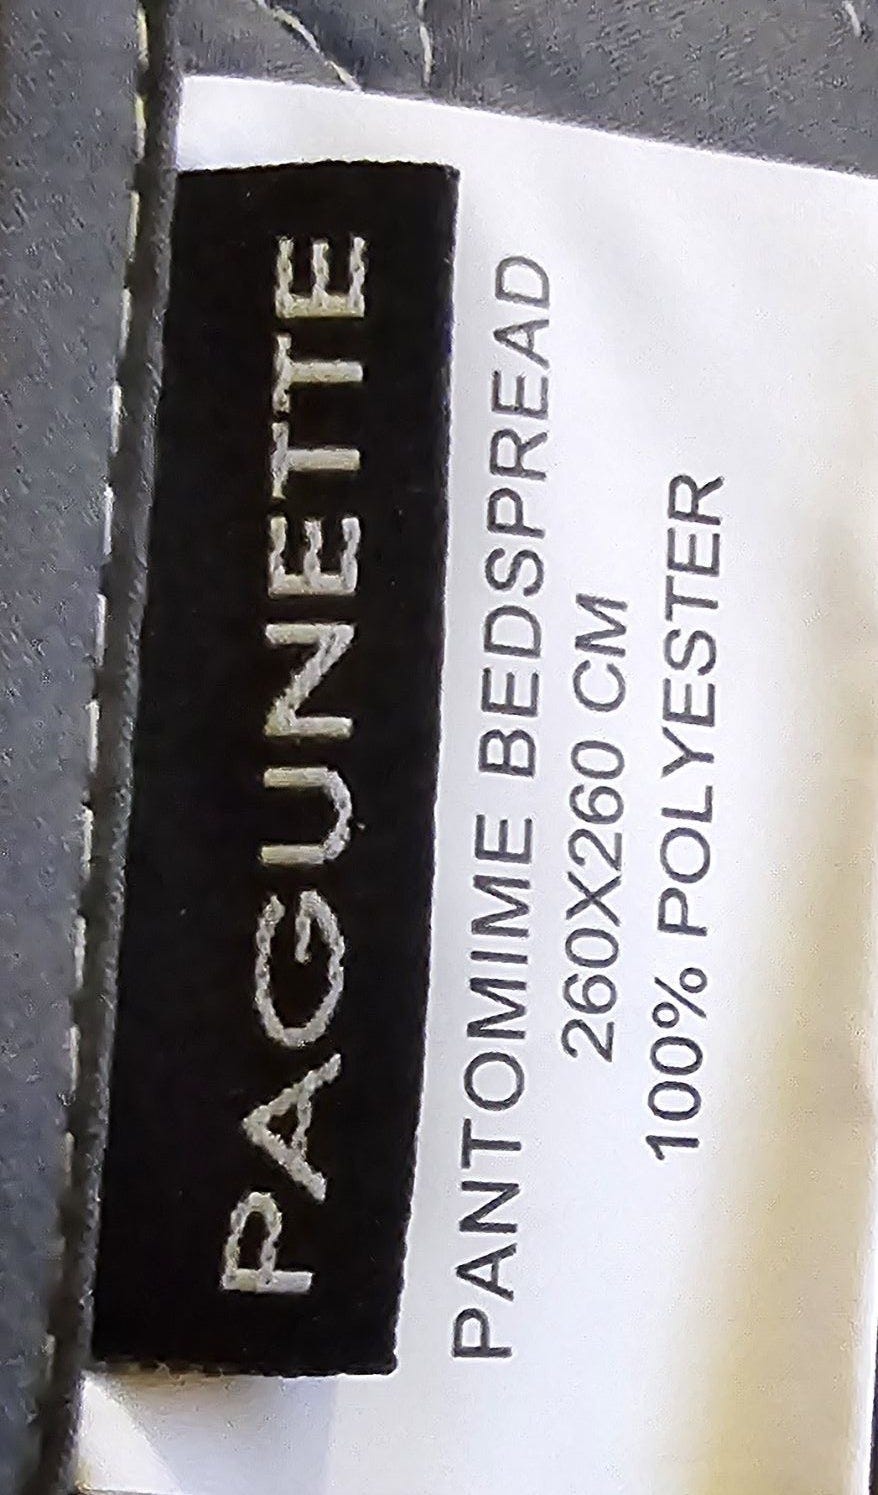 PAGUNETTE
PANTOMIME BEDSPREAD
260X260 CM
100% POLYESTER